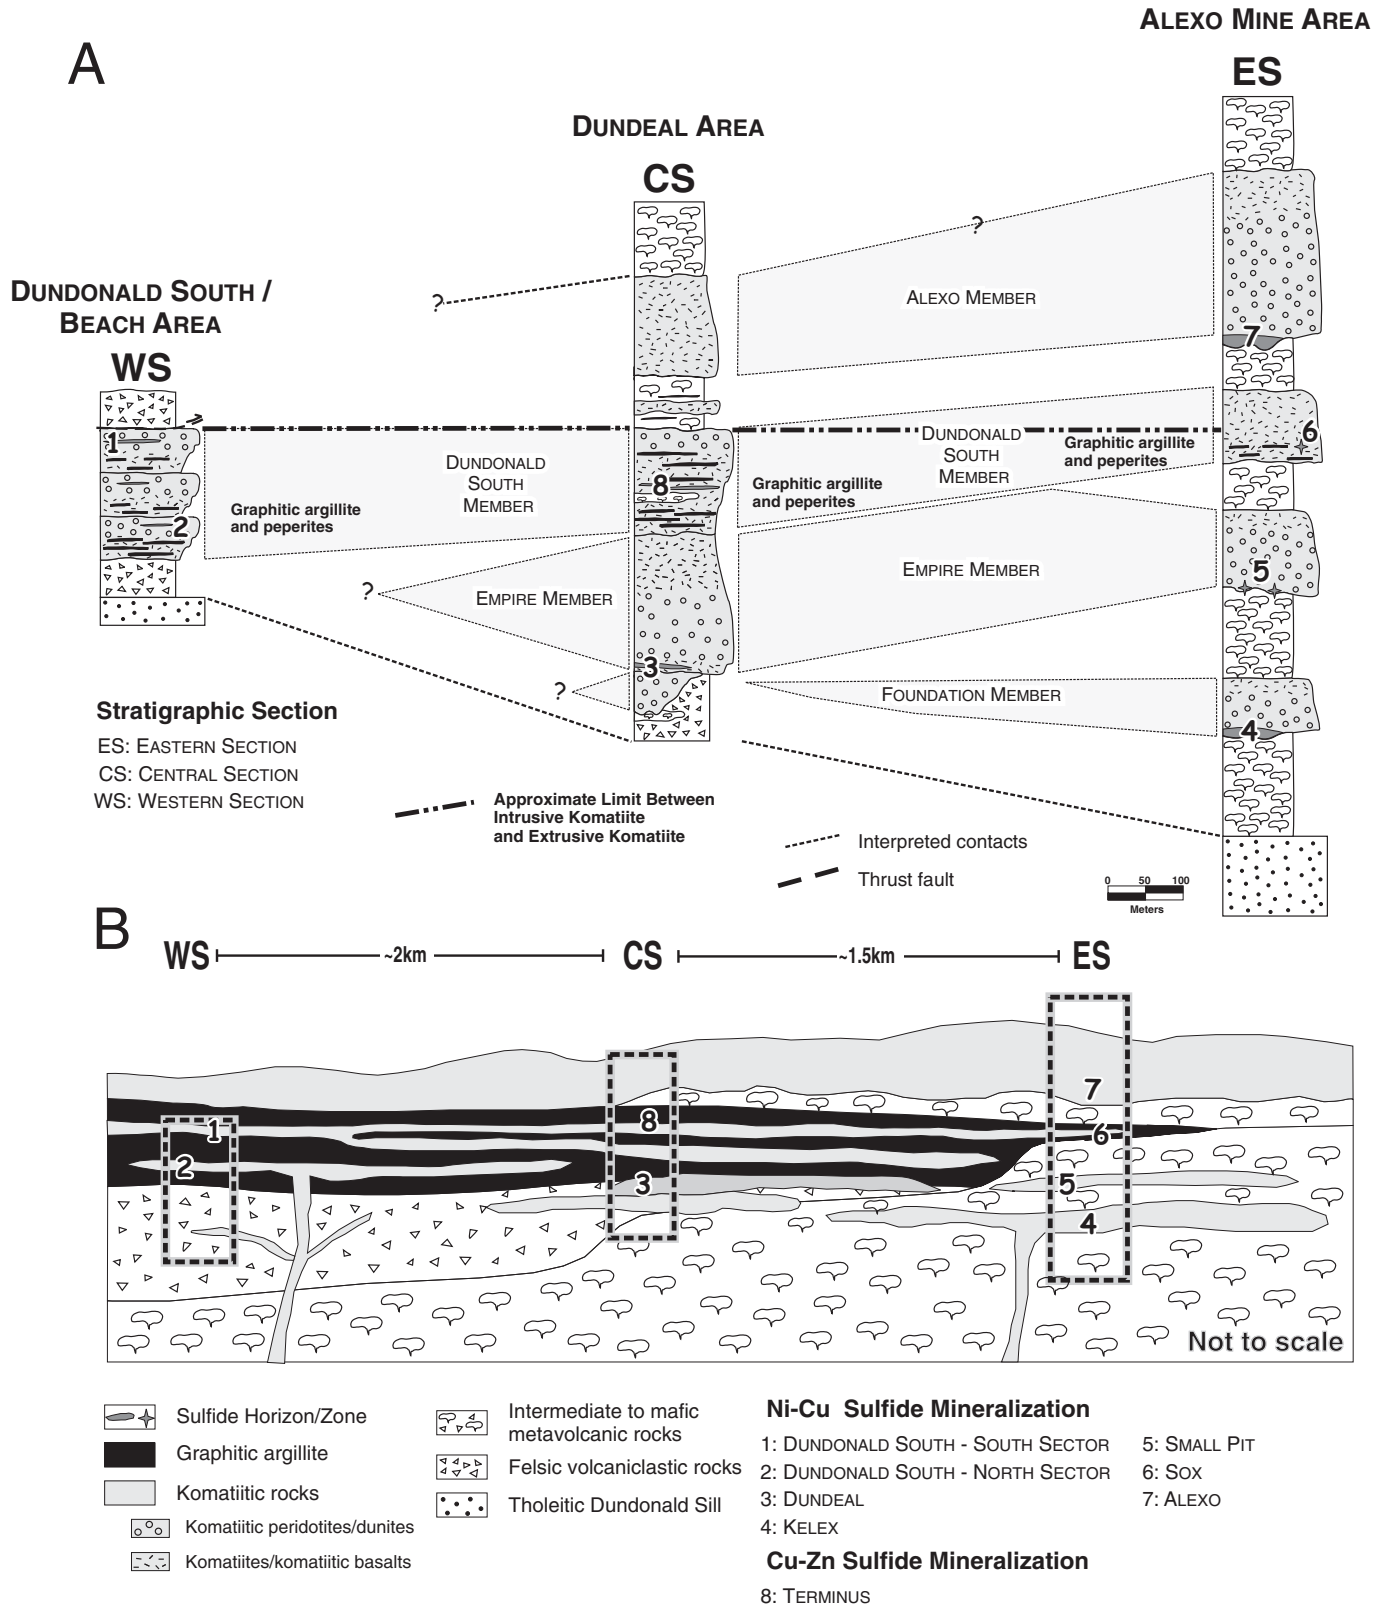 ALEXO MINE AREA
A
ES
DUNDEAL AREA
CS
?
ALEXO MEMBER
DUNDONALD SOUTH /
BEACH AREA
WS
?
7
1
2
DUNDONALD
SOUTH
MEMBER
Graphitic argillite
and peperites
8
DUNDONALD
SOUTH
MEMBER
Graphitic argillite
and peperites
Graphitic argillite
and peperites
6
?
EMPIRE MEMBER
3
EMPIRE MEMBER
5
?
FOUNDATION MEMBER
4
Stratigraphic Section
ES: EASTERN SECTION
CS: CENTRAL SECTION
WS: WESTERN SECTION
Approximate Limit Between
Intrusive Komatiite
and Extrusive Komatiite
Interpreted contacts
Thrust fault
0 50 100
Meters
B
WS ~2km CS ~1.5km ES
7
1 8 6
2 3 5
4
Not to scale
Sulfide Horizon/Zone
Graphitic argillite
Komatiitic rocks
Komatiitic peridotites/dunites
Komatiites/komatiitic basalts
Intermediate to mafic
metavolcanic rocks
Felsic volcaniclastic rocks
Tholeitic Dundonald Sill
Ni-Cu Sulfide Mineralization
1: DUNDONALD SOUTH - SOUTH SECTOR
2: DUNDONALD SOUTH - NORTH SECTOR
3: DUNDEAL
4: KELEX
5: SMALL PIT
6: SOX
7: ALEXO
Cu-Zn Sulfide Mineralization
8: TERMINUS